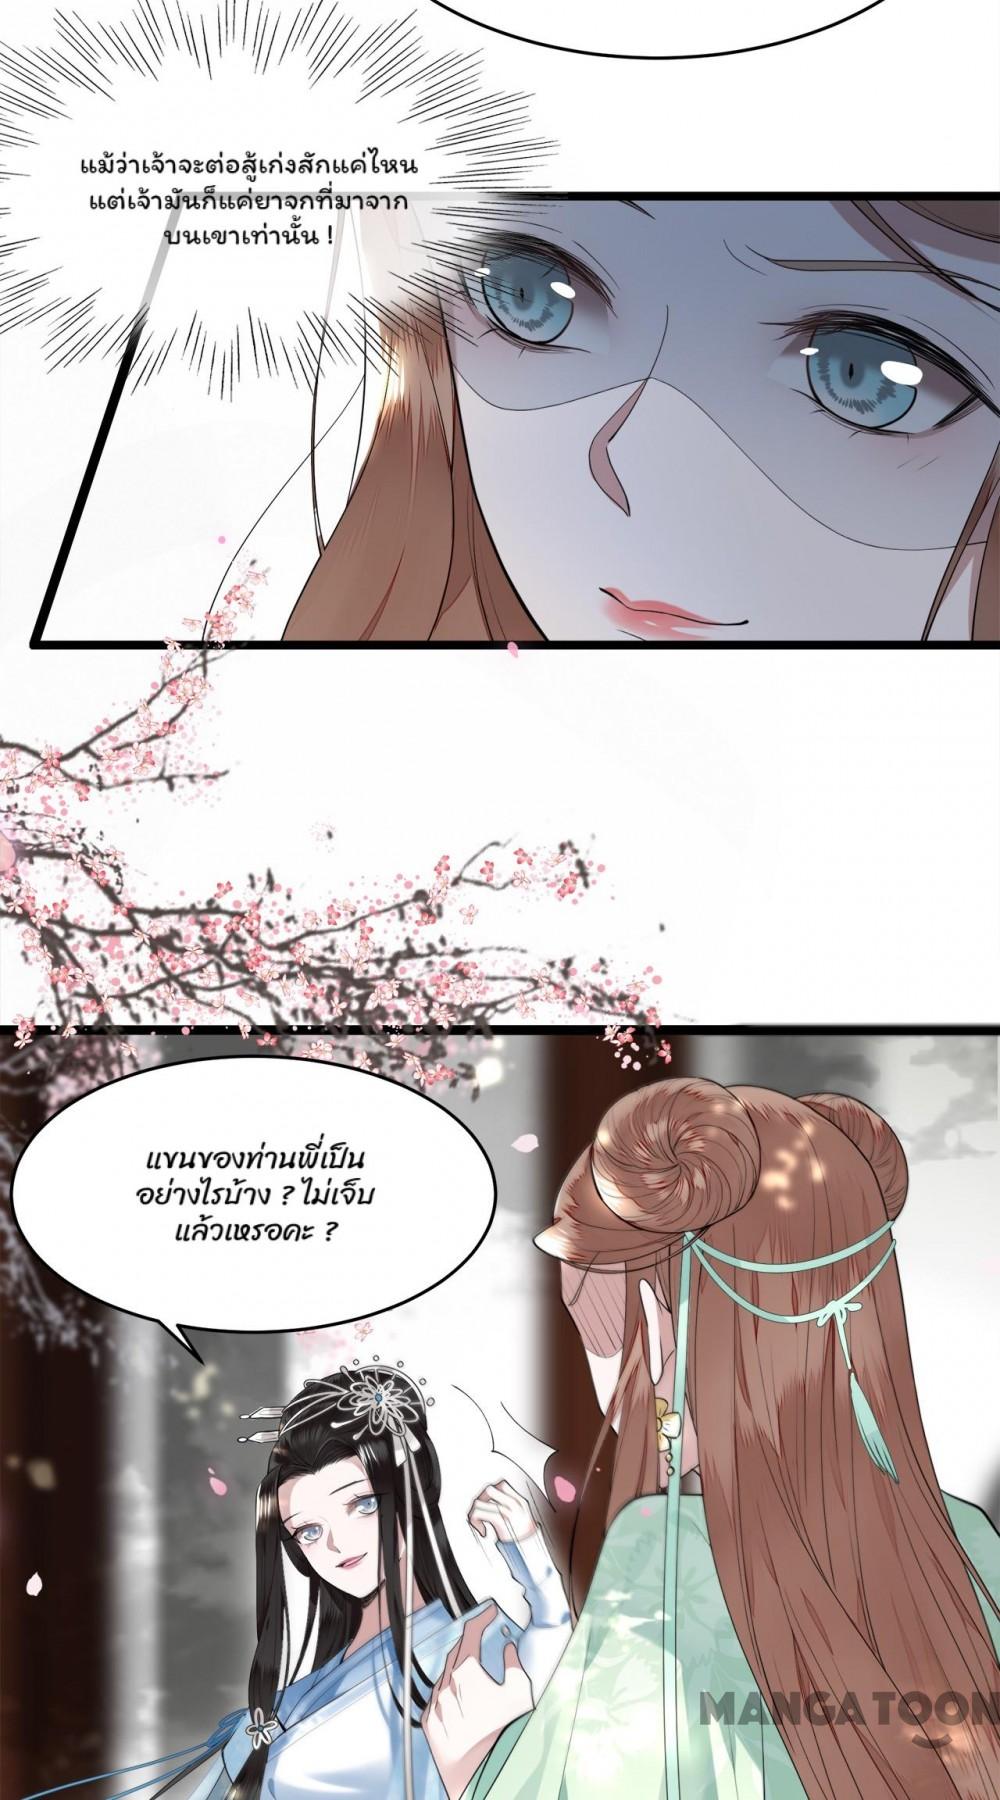 แม้ว่าเจ้าจะต่อสู้เก่งสักแค่ไหน
แต่เจ้ามันก็แค่ยาจกที่มาจาก
บนเขาเท่านั้น !
แขนของท่านพี่เป็น
อย่างไรบ้าง ? ไม่เจ็บ
แล้วเหรอคะ ?
MANGATOON